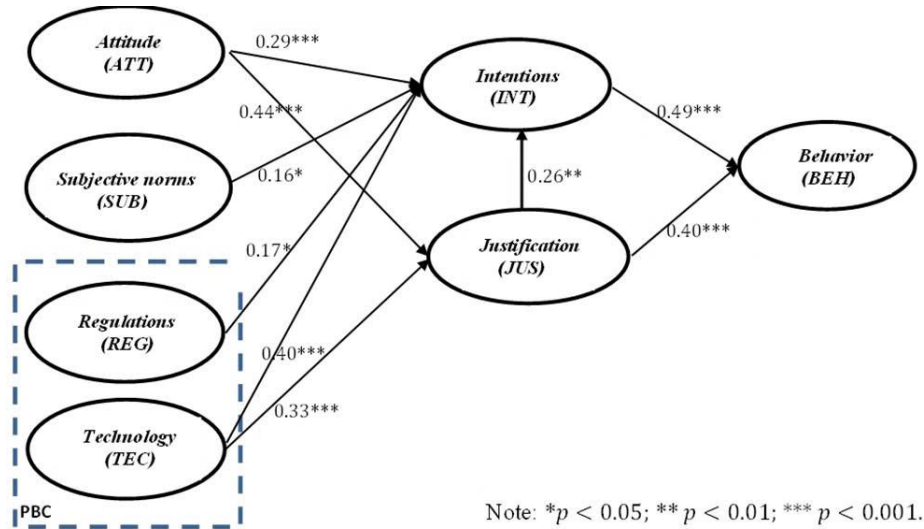 Attitude
(ATT)
0.29***
Intentions
(INT)
0.44***
0.49***
Subjective norms
(SUB)
0.16*
0.26**
Behavior
(BEH)
0.17*
Justification
(JUS)
0.40***
Regulations
(REG)
0.40***
0.33***
Technology
(TEC)
PBC
Note: *p < 0.05; ** p < 0.01; *** p < 0.001.